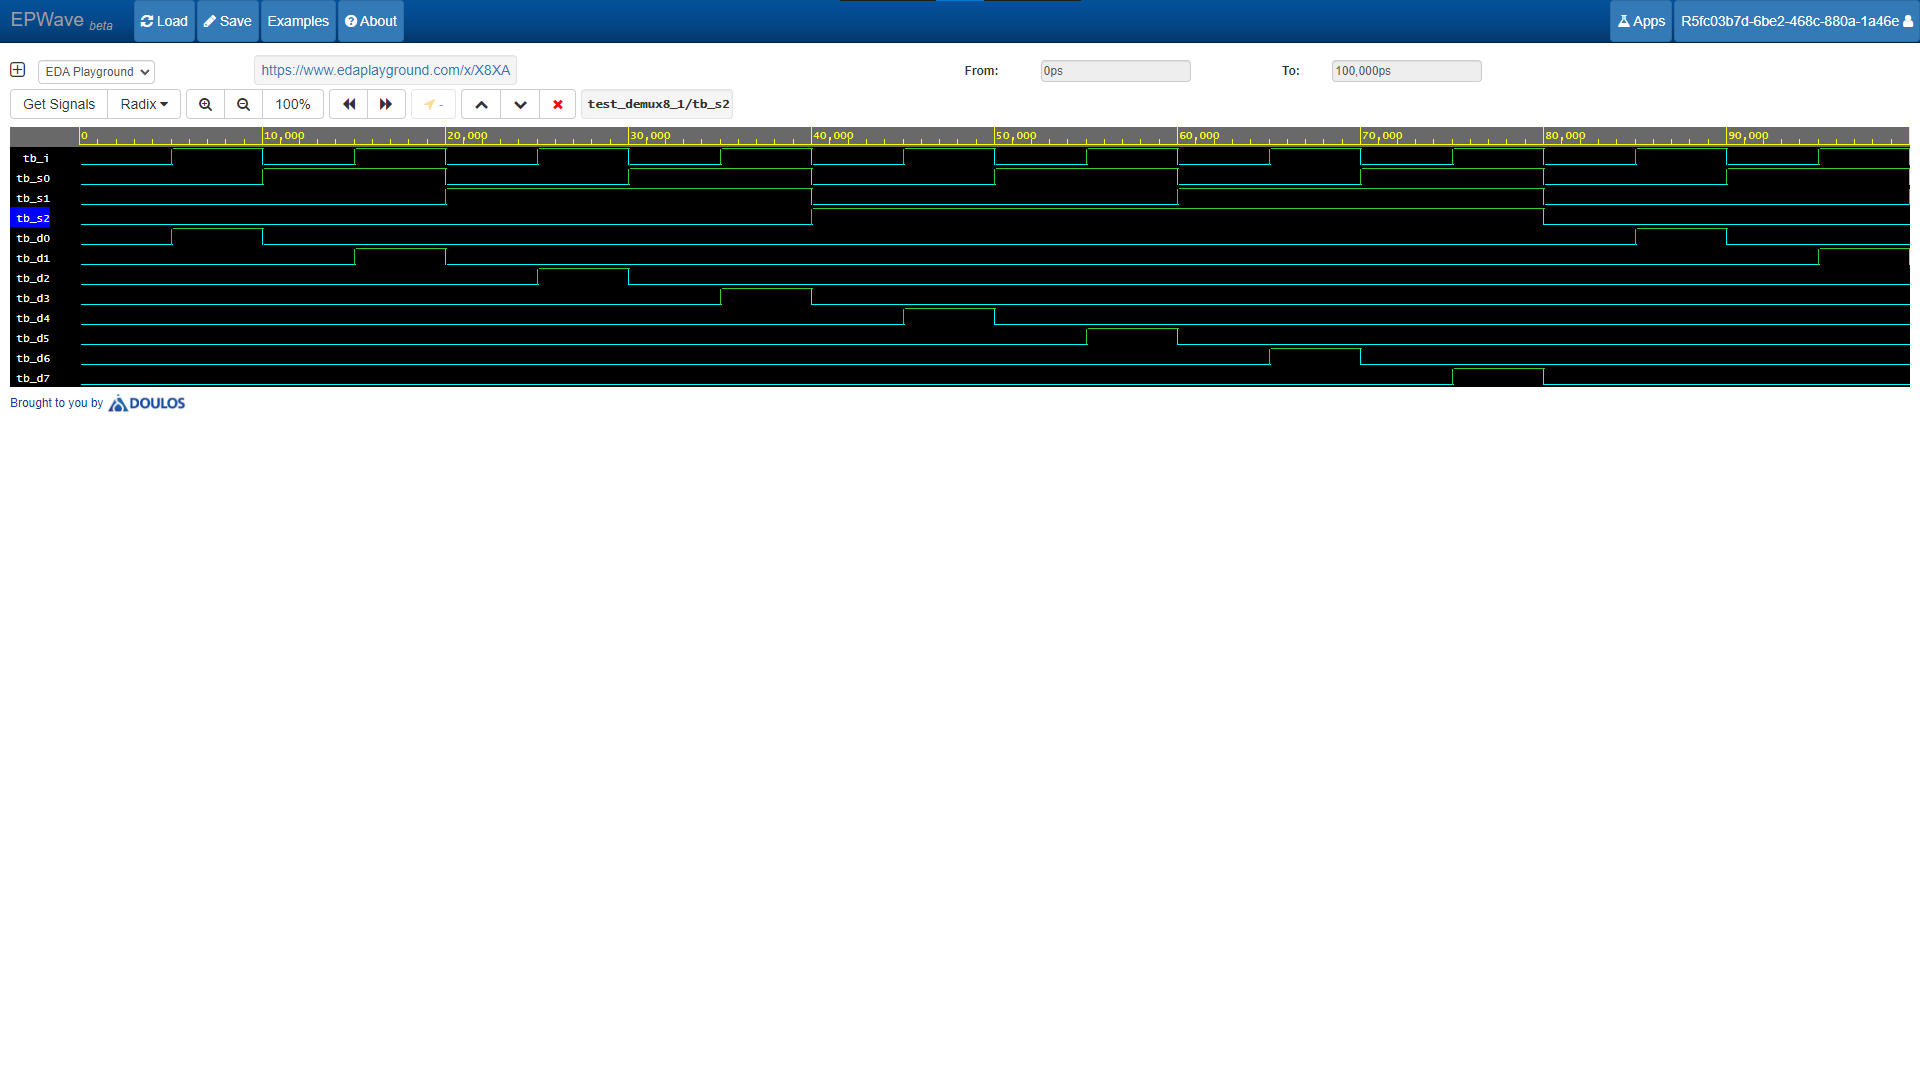 EPWave beta Load Save Examples About Apps R5fc03b7d-6be2-468c-880a-1a46e
EDA Playground https://www.edaplayground.com/x/X8XA From: 0ps To: 100,000ps
Get Signals Radix 100% - test_demux8_1/tb_s2
0 10,000 20,000 30,000 40,000 50,000 60,000 70,000 80,000 90,000
tb_i
tb_s0
tb_s1
tb_s2
tb_d0
tb_d1
tb_d2
tb_d3
tb_d4
tb_d5
tb_d6
tb_d7
Brought to you by DOULOS